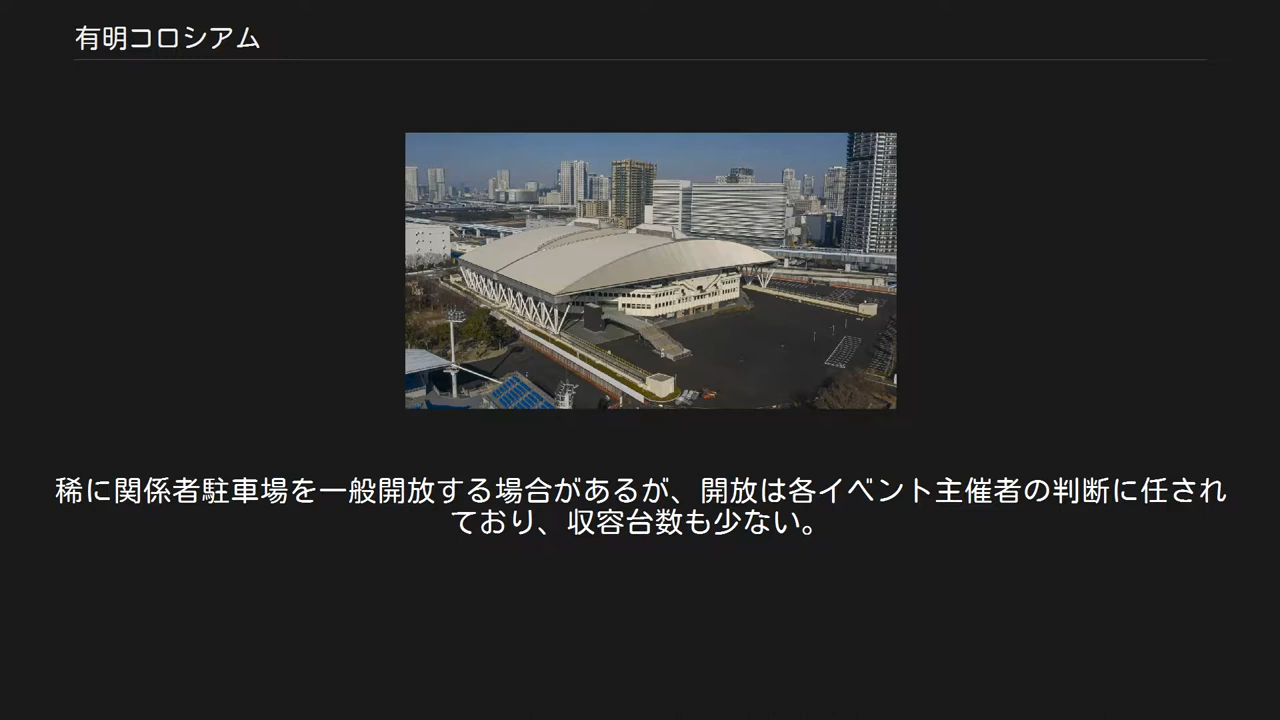 有明コロシアム
稀に関係者駐車場を一般開放する場合があるが、開放は各イベント主催者の判断に任され
ており、収容台数も少ない。